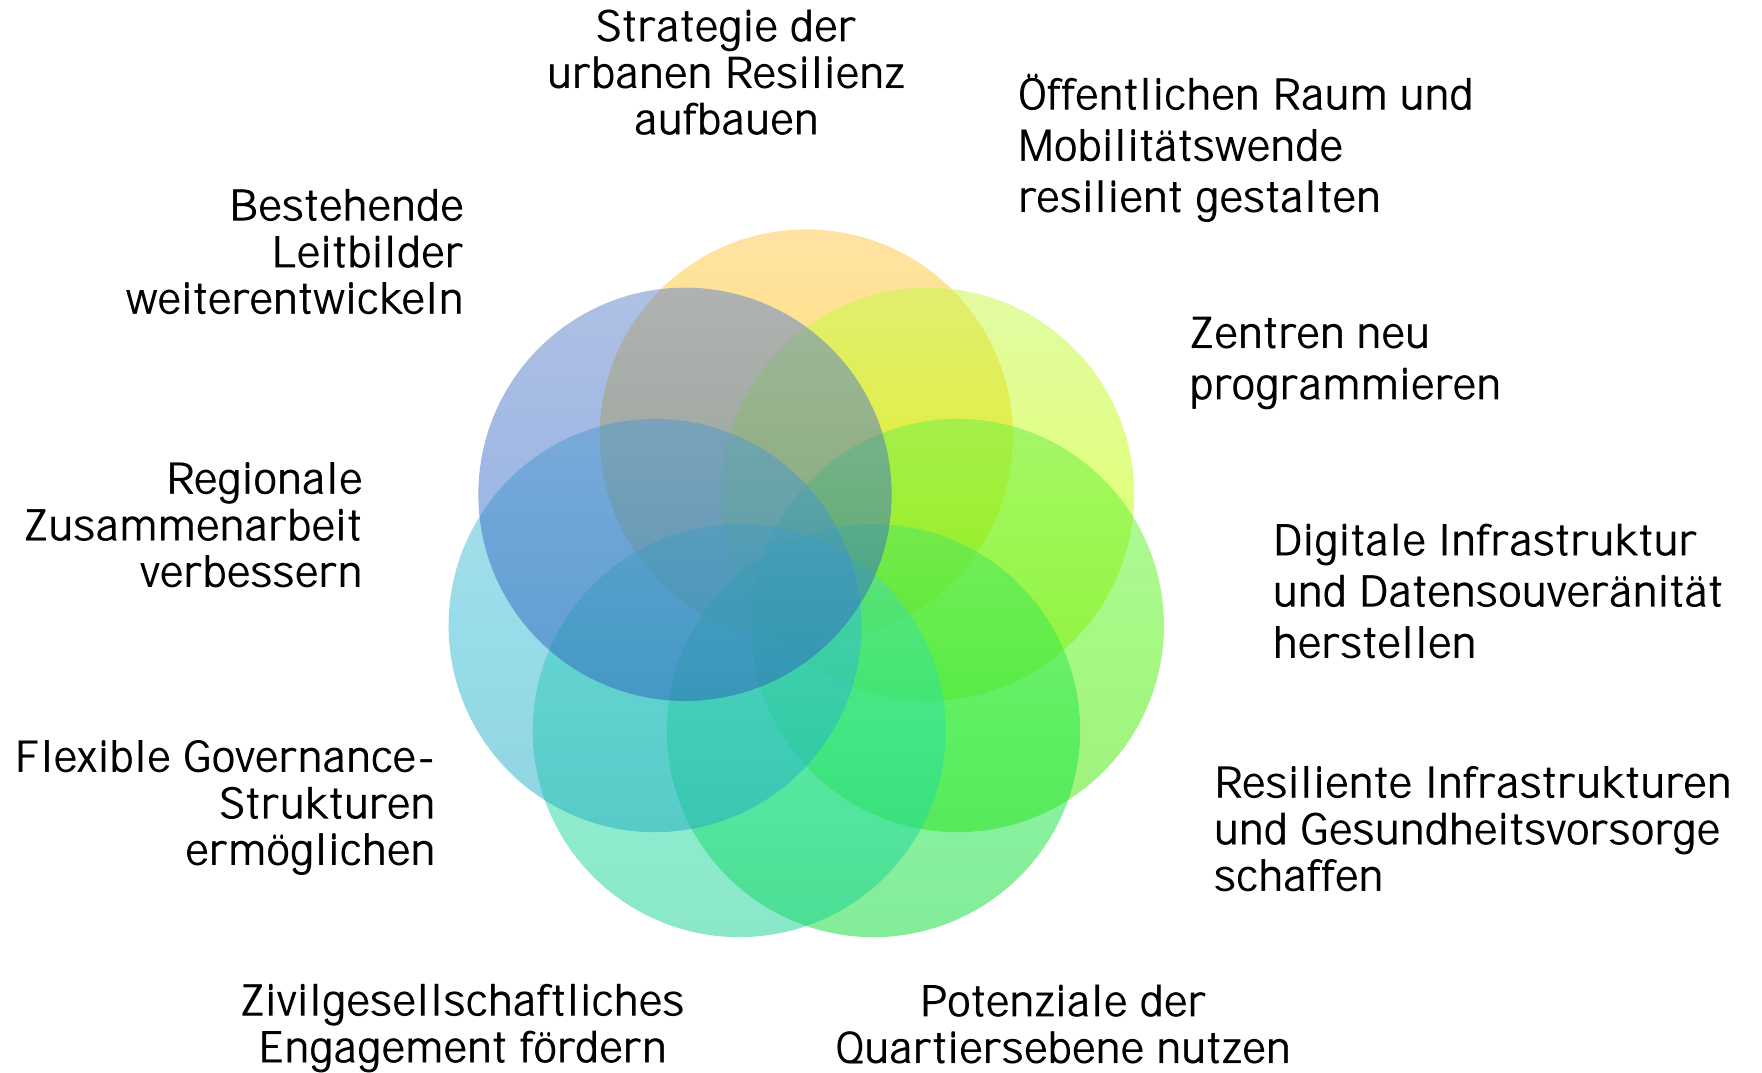 Strategie der
urbanen Resilienz
aufbauen
Öffentlichen Raum und
Mobilitätswende
resilient gestalten
Zentren neu
programmieren
Digitale Infrastruktur
und Datensouveränität
herstellen
Resiliente Infrastrukturen
und Gesundheitsvorsorge
schaffen
Potenziale der
Quartiersebene nutzen
Zivilgesellschaftliches
Engagement fördern
Flexible Governance-
Strukturen
ermöglichen
Regionale
Zusammenarbeit
verbessern
Bestehende
Leitbilder
weiterentwickeln